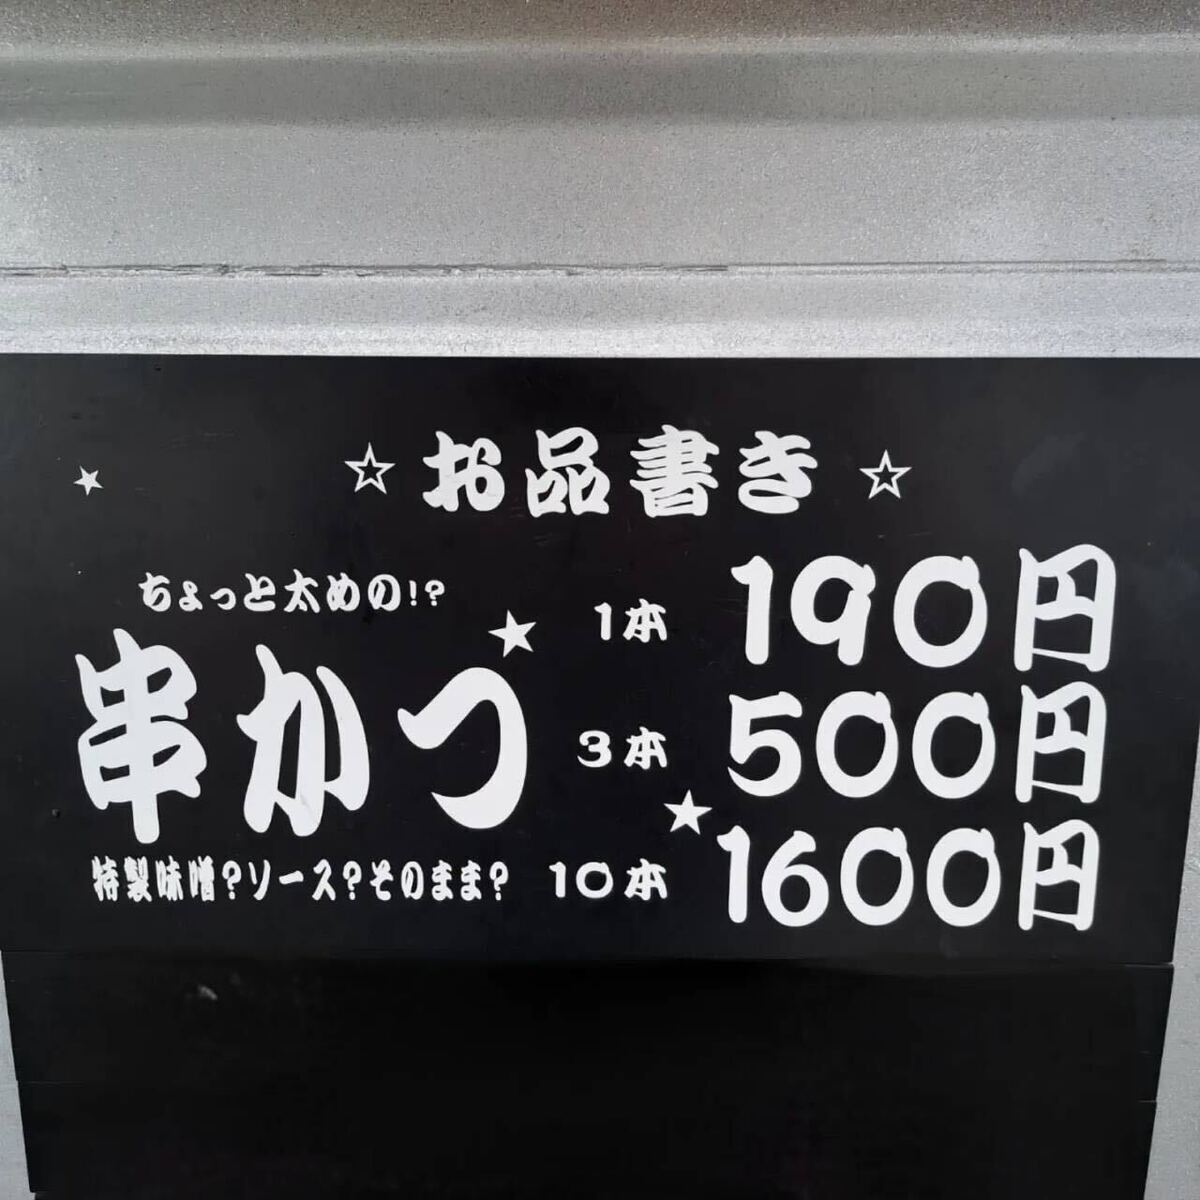 ☆お品書き☆
ちょっと太めの!?
串かつ
特製味噌?ソース?そのまま?
1本 190円
3本 500円
10本 1600円